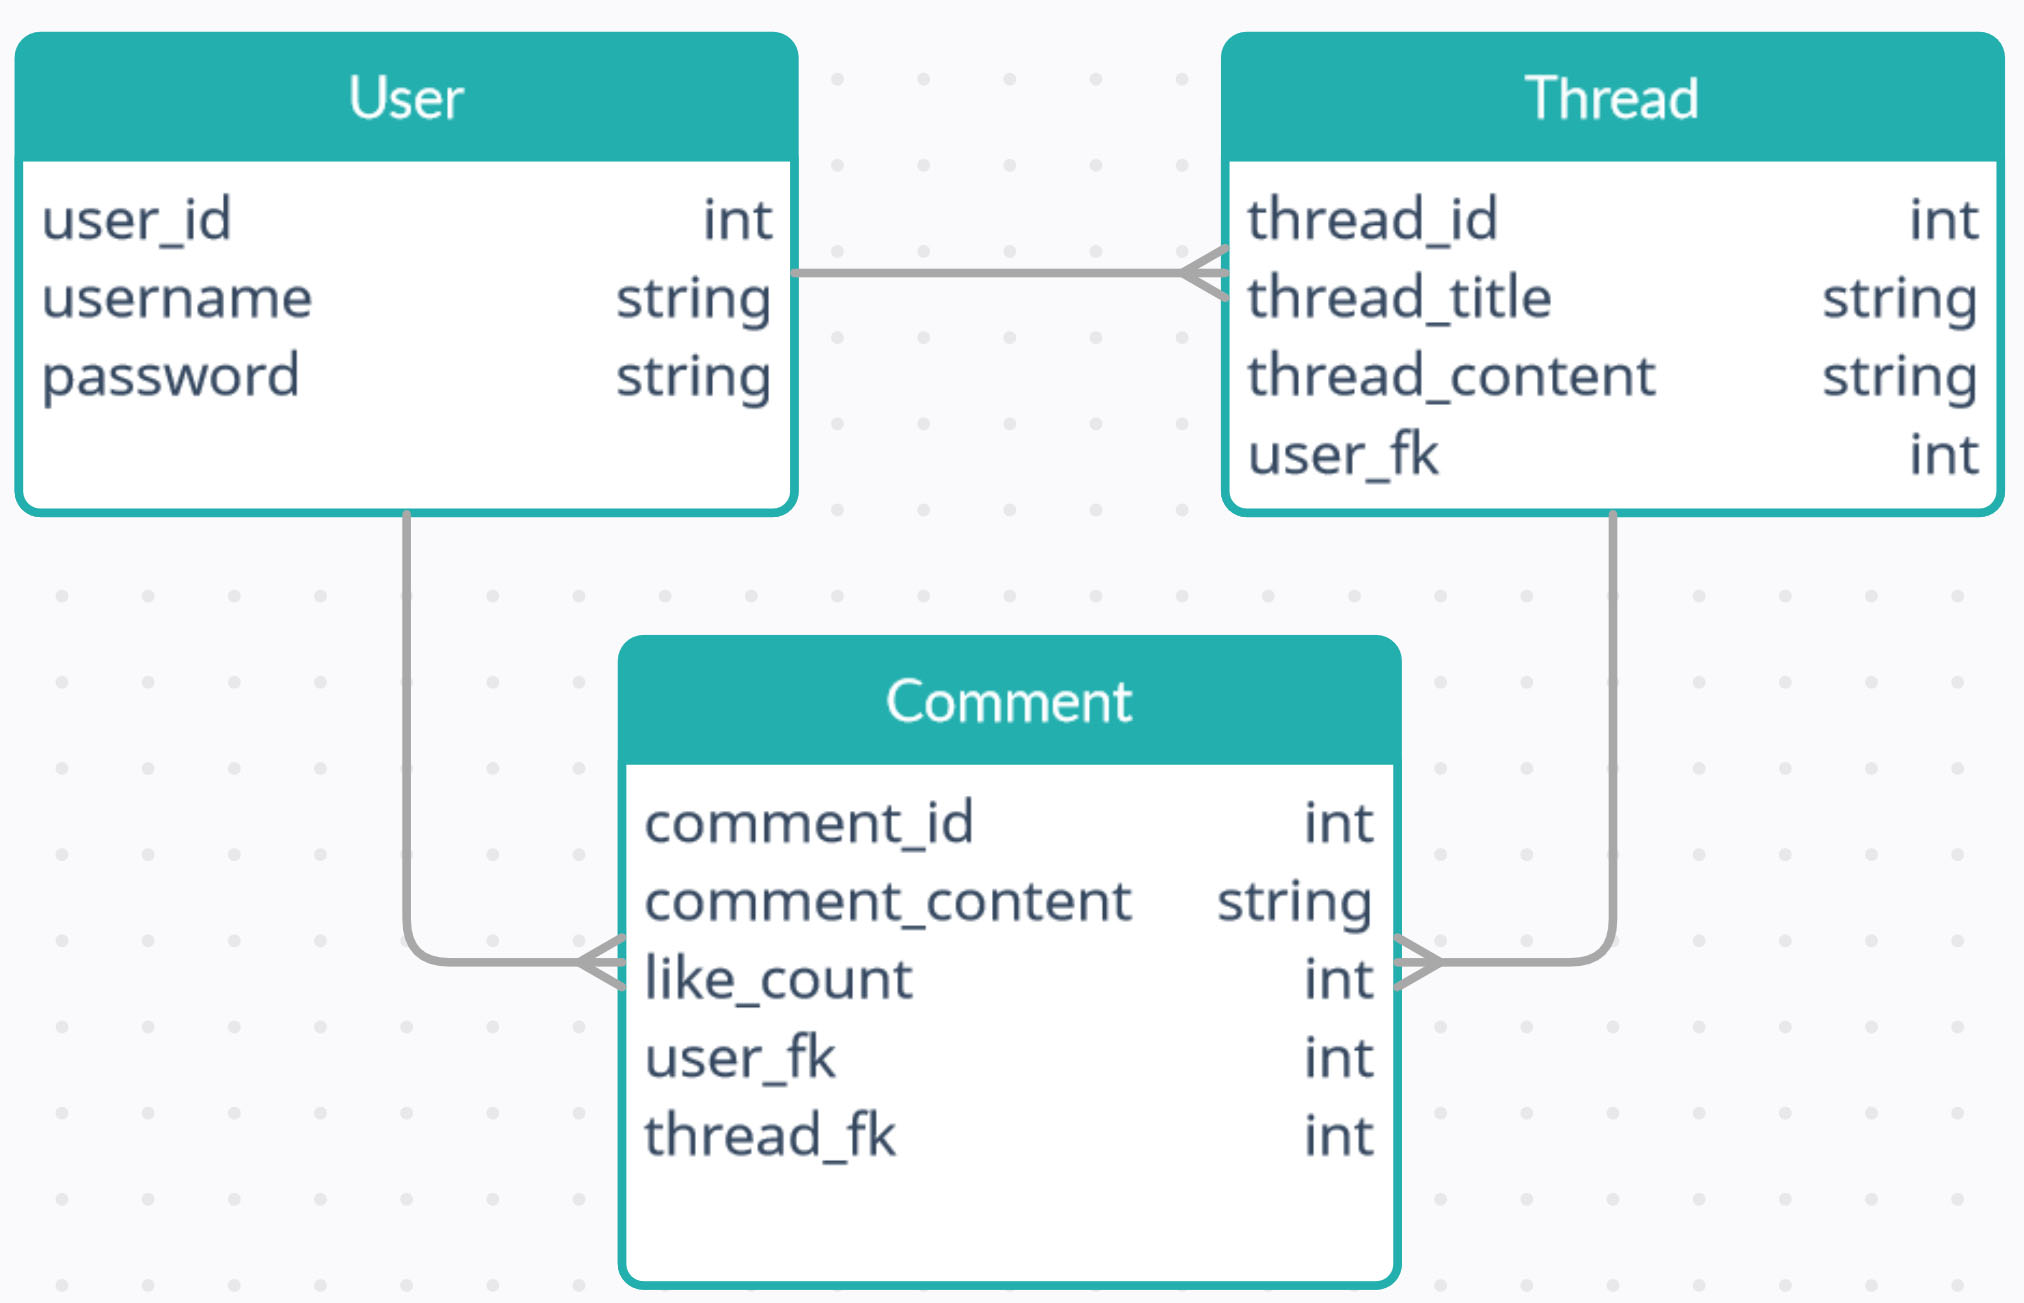 User
user_id int
username string
password string
Thread
thread_id int
thread_title string
thread_content string
user_fk int
Comment
comment_id int
comment_content string
like_count int
user_fk int
thread_fk int